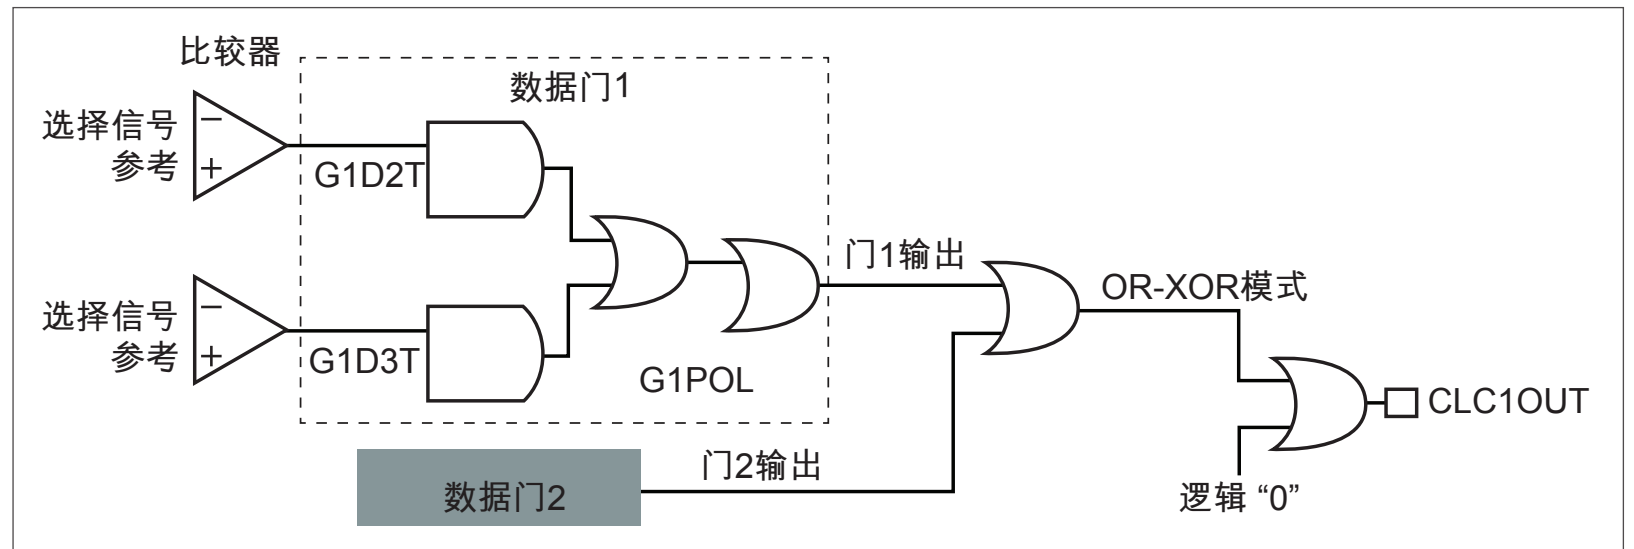 比较器
数据门1
选择信号
参考
−
+
G1D2T
选择信号
参考
−
+
G1D3T
G1POL
门1输出
OR-XOR模式
CLC1OUT
门2输出
数据门2
逻辑 “0”